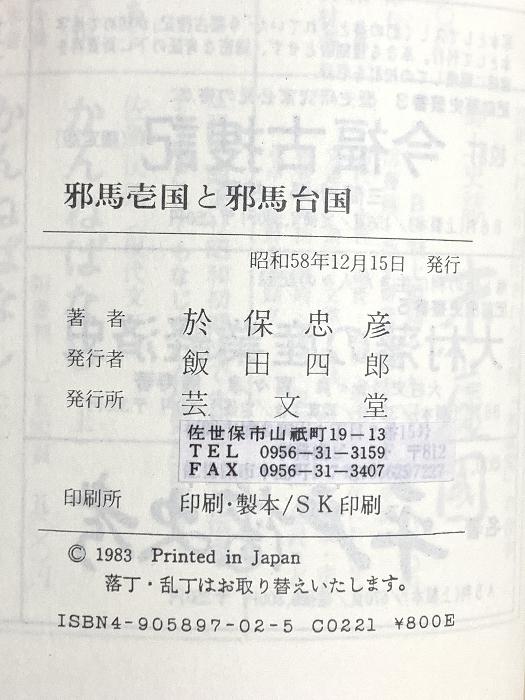 邪馬壱国と邪馬台国
昭和58年12月15日 発行
著者 於保忠彦
発行者 飯田四郎
発行所 芸文堂
佐世保市山祇町19-13
TEL 0956-31-3159
FAX 0956-31-3407
印刷所 印刷・製本/SK印刷
© 1983 Printed in Japan
落丁・乱丁はお取り替えいたします。
ISBN4-905897-02-5 C0221 ¥800E